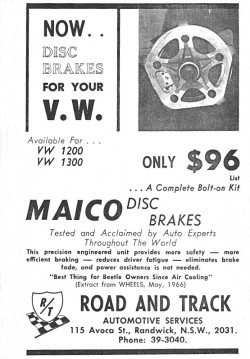 NOW..
DISC
BRAKES
FOR YOUR
V.W.
Available For . . .
VW 1200
VW 1300
ONLY $96
List
. . . A Complete Bolt-on Kit
MAICO DISC BRAKES
Tested and Acclaimed by Auto Experts
Throughout The World
This precision engineered unit provides more safety — more
efficient braking — reduces driver fatigue — eliminates brake
fade, and power assistance is not needed.
"Best Thing for Beetle Owners Since Air Cooling"
(Extract from WHEELS, May, 1966)
R/T
ROAD AND TRACK
AUTOMOTIVE SERVICES
115 Avoca St., Randwick, N.S.W., 2031.
Phone: 39-3040.